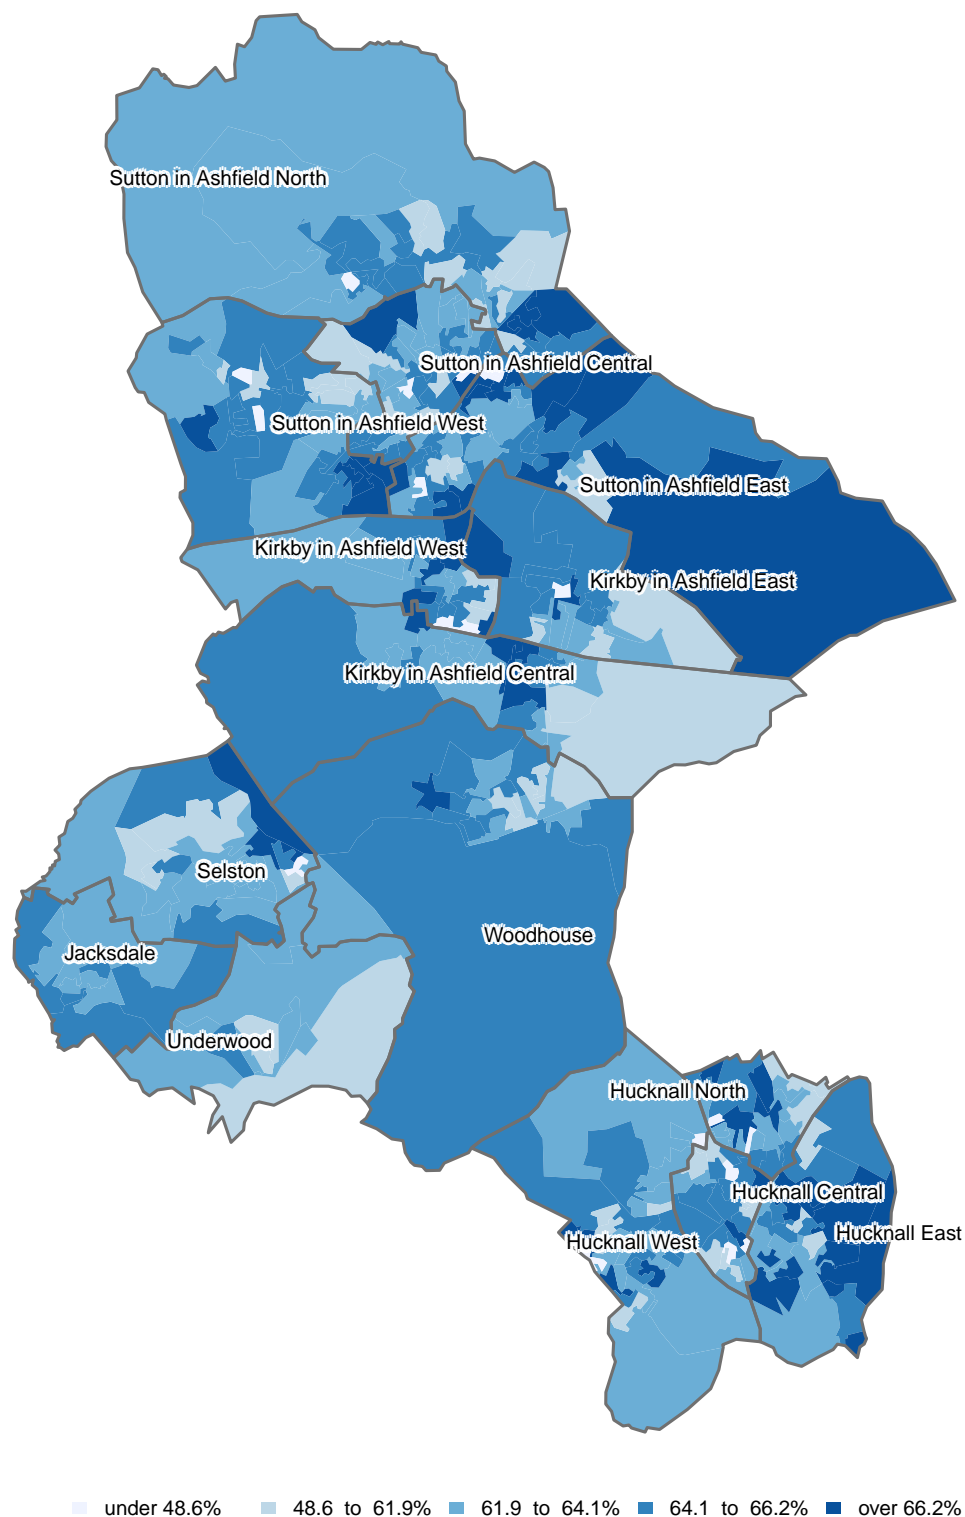 Sutton in Ashfield North
Sutton in Ashfield Central
Sutton in Ashfield West
Sutton in Ashfield East
Kirkby in Ashfield West
Kirkby in Ashfield East
Kirkby in Ashfield Central
Selston
Woodhouse
Jacksdale
Underwood
Hucknall North
Hucknall Central
Hucknall East
Hucknall West
under 48.6% 48.6 to 61.9% 61.9 to 64.1% 64.1 to 66.2% over 66.2%